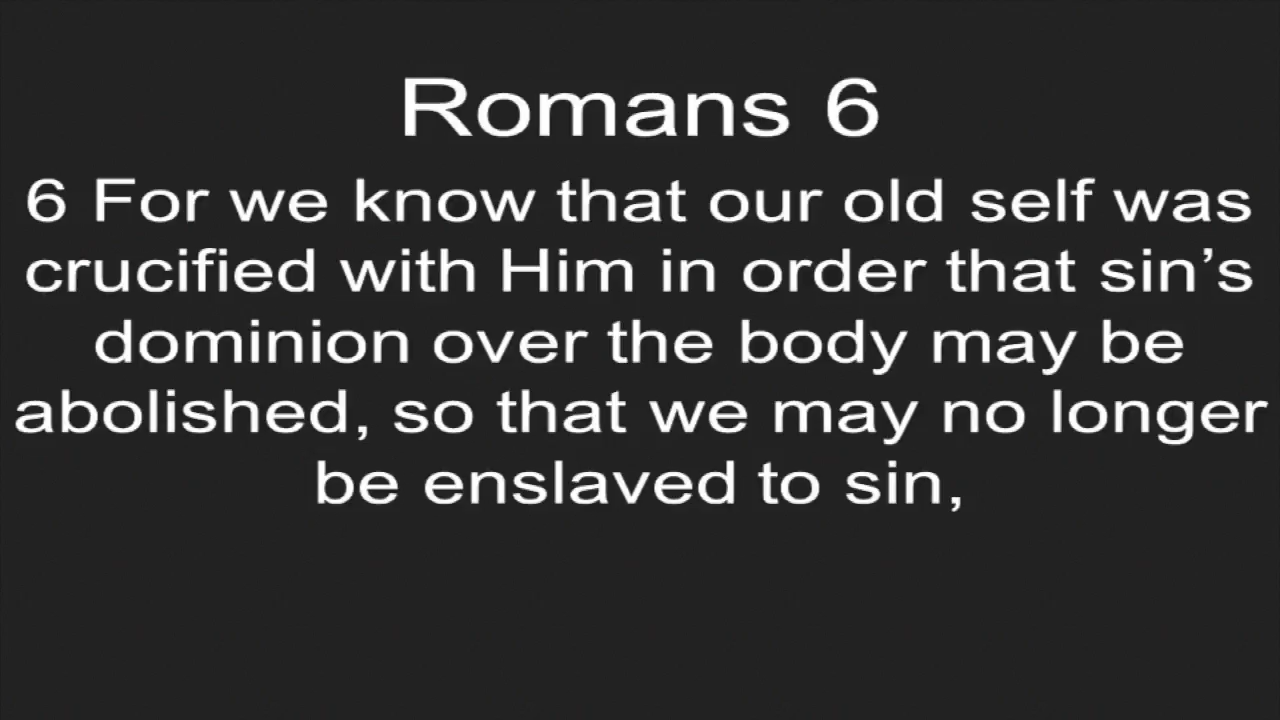 Romans 6
6 For we know that our old self was
crucified with Him in order that sin’s
dominion over the body may be
abolished, so that we may no longer
be enslaved to sin,